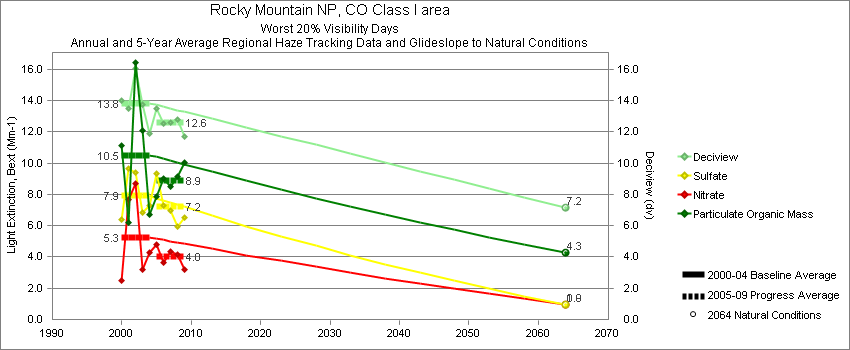 Rocky Mountain NP, CO Class I area
Worst 20% Visibility Days
Annual and 5-Year Average Regional Haze Tracking Data and Glideslope to Natural Conditions
Light Extinction, Bext (Mm-1)
16.0
14.0
12.0
10.0
8.0
6.0
4.0
2.0
0.0
13.8
12.6
10.5
8.9
7.9
7.2
5.3
4.0
7.2
4.3
16.0
14.0
12.0
10.0
8.0
6.0
4.0
2.0
0.0
Deciview (dv)
1990 2000 2010 2020 2030 2040 2050 2060 2070
Deciview
Sulfate
Nitrate
Particulate Organic Mass
2000-04 Baseline Average
2005-09 Progress Average
2064 Natural Conditions